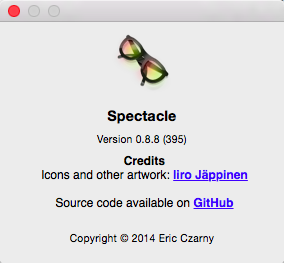 Spectacle
Version 0.8.8 (395)
Credits
Icons and other artwork: Iiro Jäppinen
Source code available on GitHub
Copyright © 2014 Eric Czarny